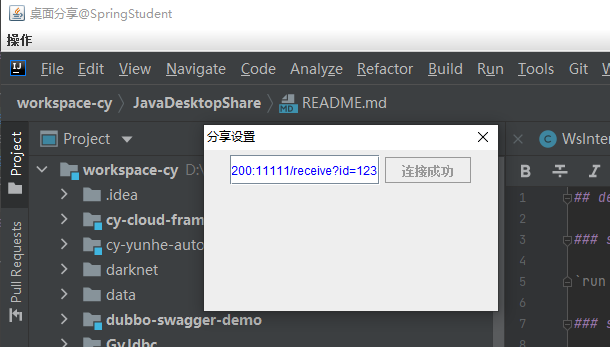 桌面分享@SpringStudent
操作
IJ File Edit View Navigate Code Analyze Refactor Build Run Tools Git
workspace-cy JavaDesktopShare README.md
Project
Project
分享设置
200:11111/receive?id=123 连接成功
workspace-cy
.idea
cy-cloud-fram
cy-yunhe-auto
darknet
data
dubbo-swagger-demo
GyJdbc
Pull Requests
WsInter
B S I
1 ## de
2
3 ### s
4
5 `run
6
7 ### s
8